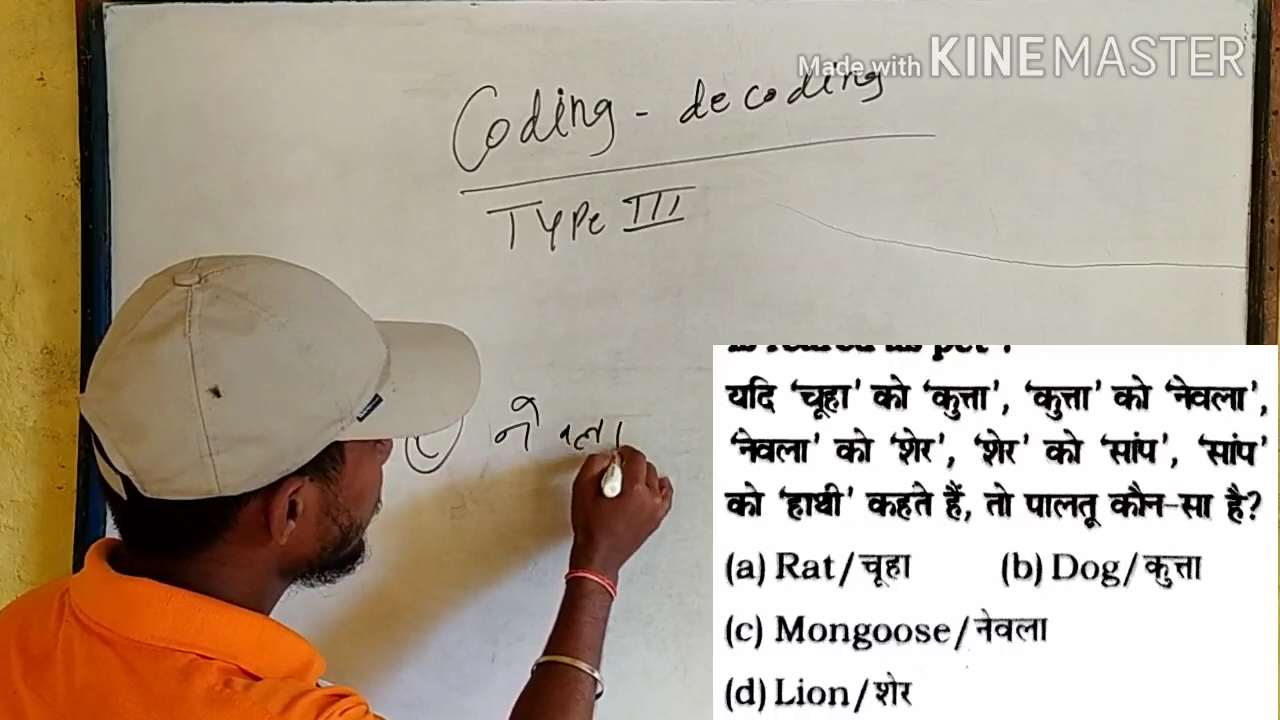 Made with KINEMASTER
Coding - decoding
Type III
नेवला
यदि 'चूहा' को 'कुत्ता', 'कुत्ता' को 'नेवला',
'नेवला' को 'शेर', 'शेर' को 'सांप', 'सांप'
को 'हाथी' कहते हैं, तो पालतू कौन-सा है?
(a) Rat/चूहा (b) Dog/कुत्ता
(c) Mongoose/नेवला
(d) Lion/शेर